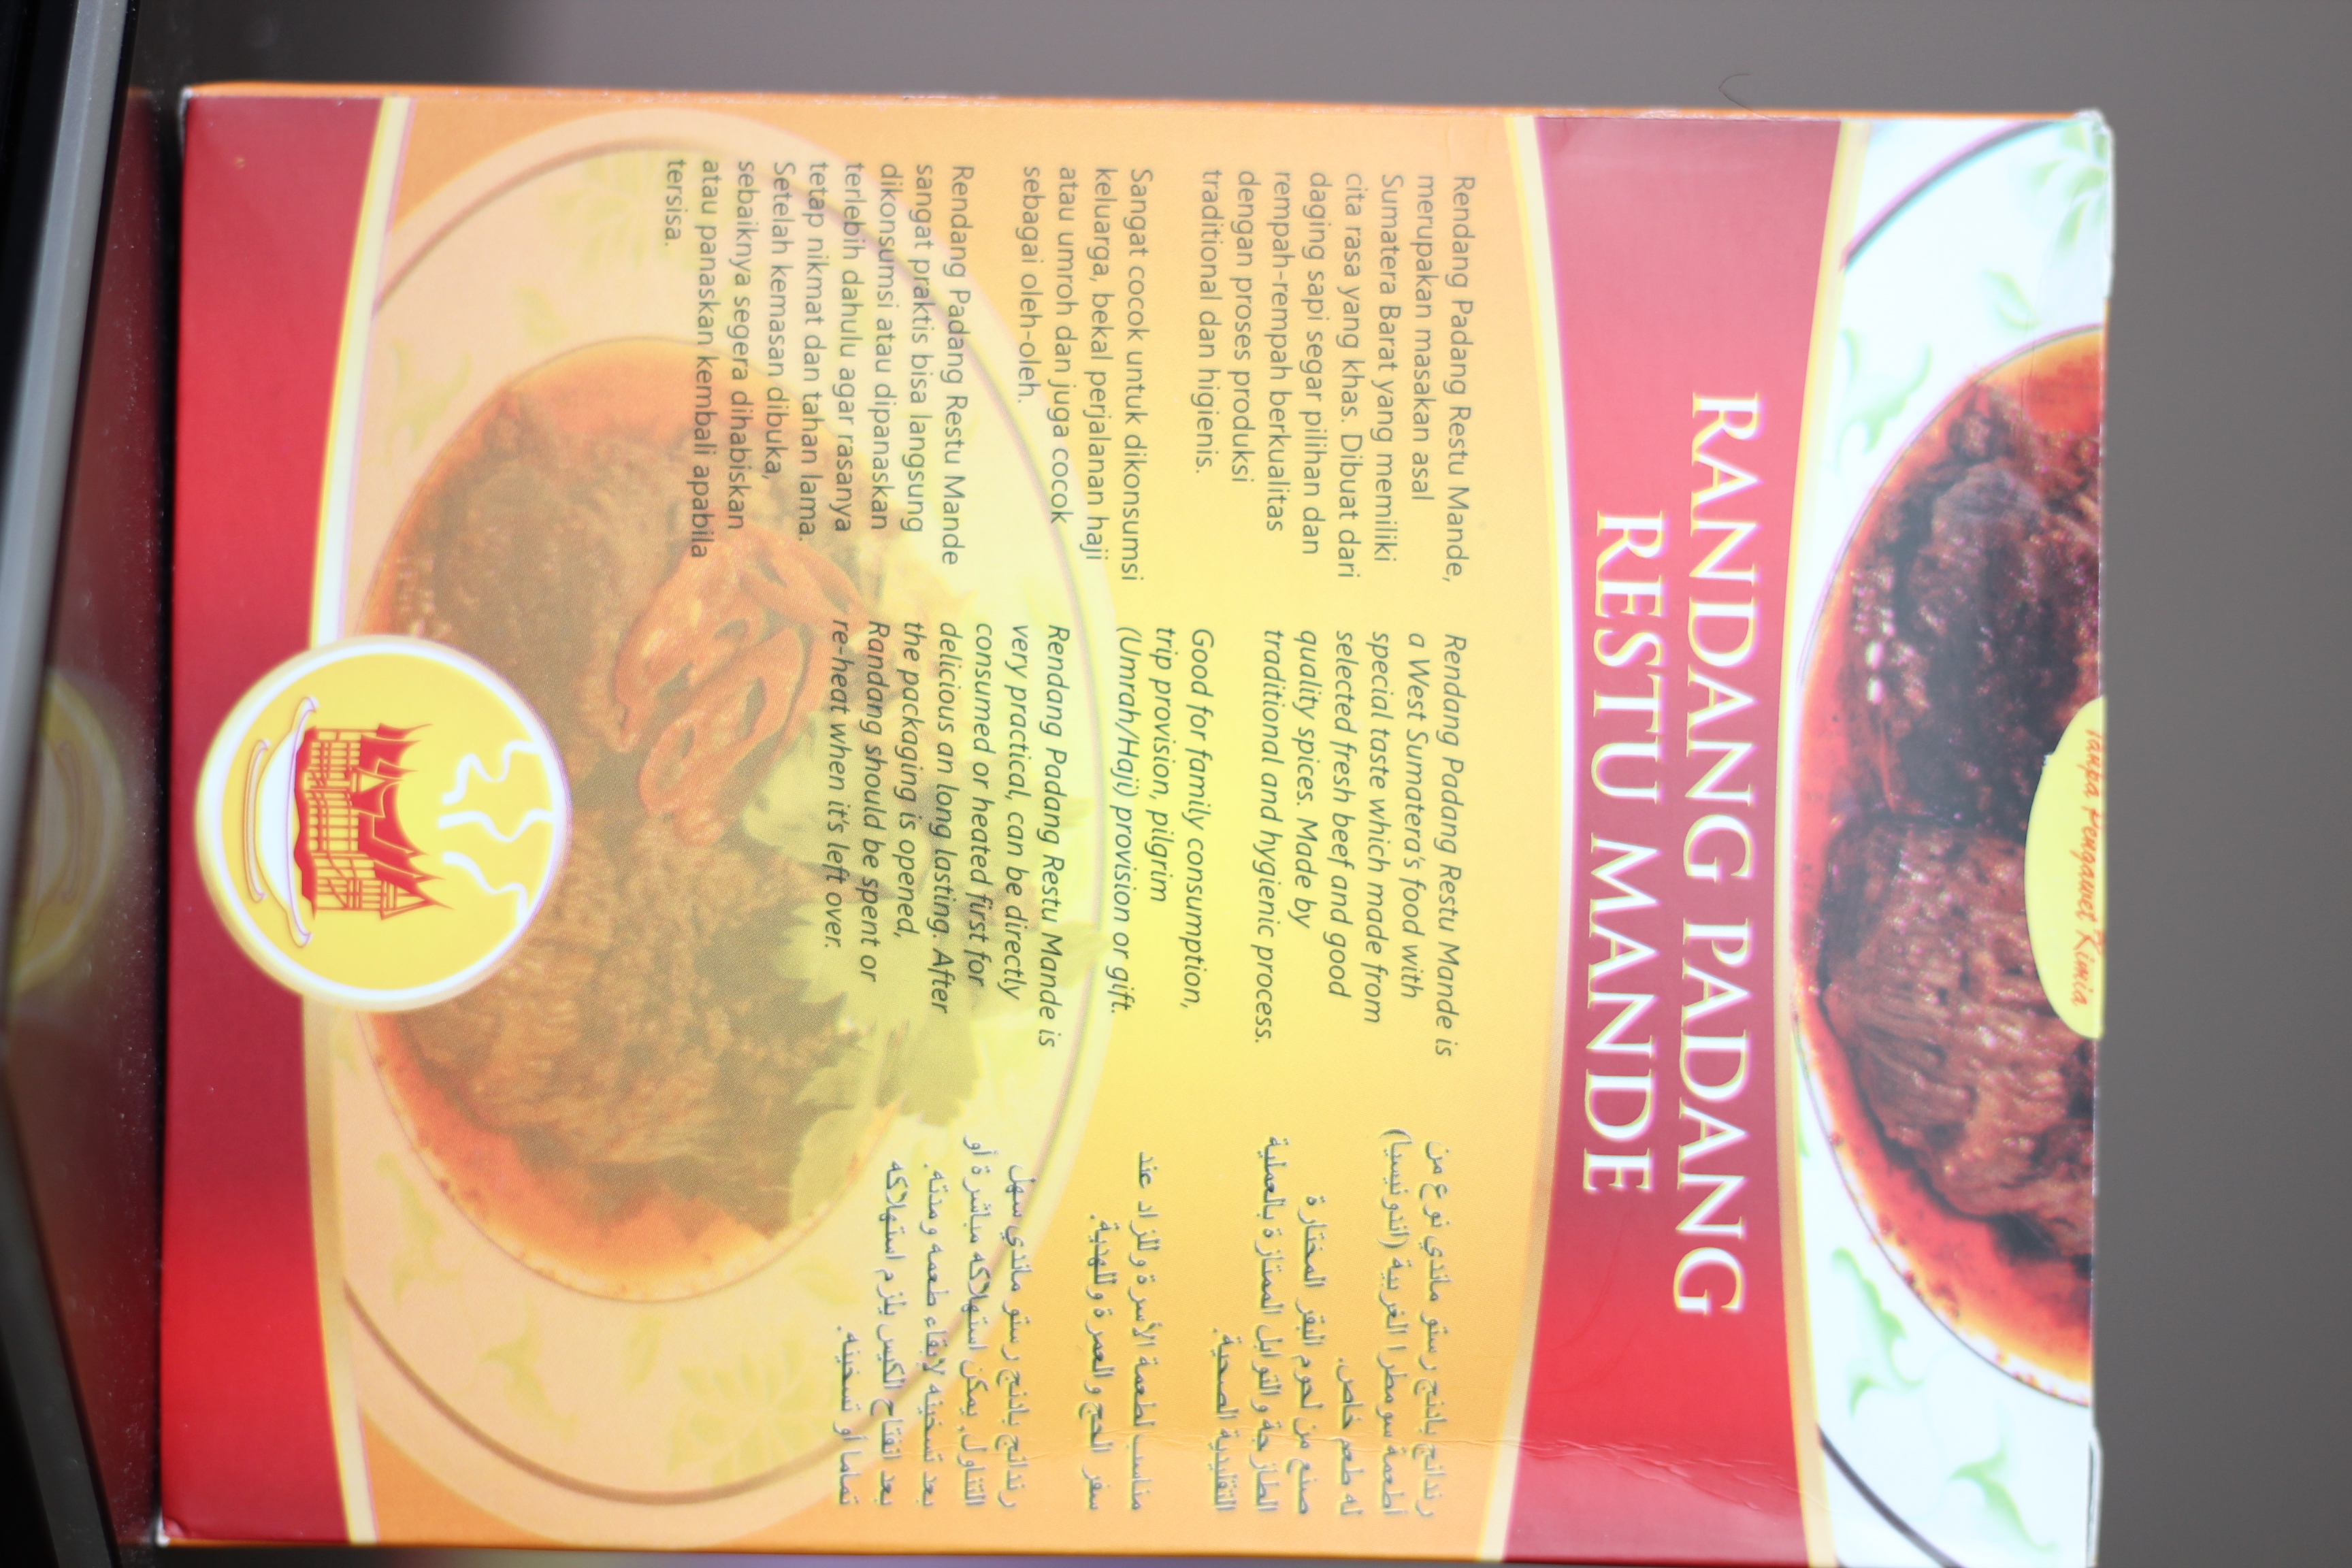 Tanpa Pengawet Kimia
RANDANG PADANG
RESTU MANDE
Rendang Padang Restu Mande,
merupakan masakan asal
Sumatera Barat yang memiliki
cita rasa yang khas. Dibuat dari
daging sapi segar pilihan dan
rempah-rempah berkualitas
dengan proses produksi
traditional dan higienis.
Sangat cocok untuk dikonsumsi
keluarga, bekal perjalanan haji
atau umroh dan juga cocok
sebagai oleh-oleh.
Rendang Padang Restu Mande
sangat praktis bisa langsung
dikonsumsi atau dipanaskan
terlebih dahulu agar rasanya
tetap nikmat dan tahan lama.
Setelah kemasan dibuka,
sebaiknya segera dihabiskan
atau panaskan kembali apabila
tersisa.
Rendang Padang Restu Mande is
a West Sumatera's food with
special taste which made from
selected fresh beef and good
quality spices. Made by
traditional and hygienic process.
Good for family consumption,
trip provision, pilgrim
(Umrah/Haji) provision or gift.
Rendang Padang Restu Mande is
very practical, can be directly
consumed or heated first for
delicious an long lasting. After
the packaging is opened,
Randang should be spent or
re-heat when it's left over.
رندانج بادنج رستو ماندي نوع من
أطعمة سومطرا الغربية (اندونيسيا)
له طعم خاص.
صنع من لحوم البقر المختارة
الطازجة والتوابل الممتازة بالعملية
التقليدية الصحية.
مناسب لطعمة الأسرة وللزاد عند
سفر الحج والعمرة وللهدية.
رندانج بادنج رستو ماندي سهل
التناول. يمكن استهلاكه مباشرة أو
بعد تسخينه لابقاء طعمه ومدته.
بعد انفتاح الكيس يلزم استهلاكه
تماما أو تسخينه.